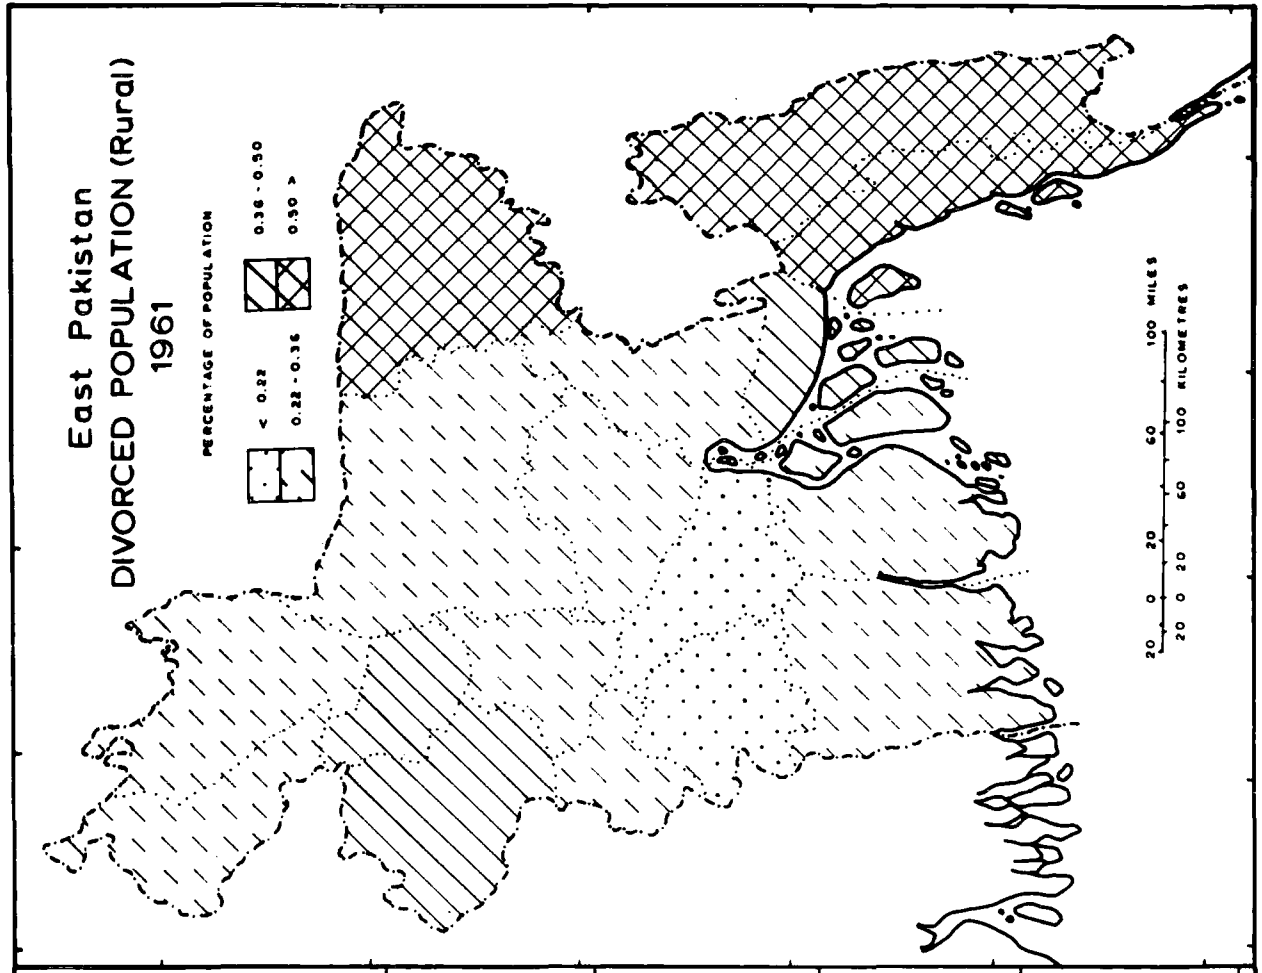 East Pakistan
DIVORCED POPULATION (Rural)
1961
PERCENTAGE OF POPULATION
< 0.22
0.22 - 0.36
0.36 - 0.50
0.50 >
20 0 20 60 100 MILES
20 0 20 60 100 KILOMETRES